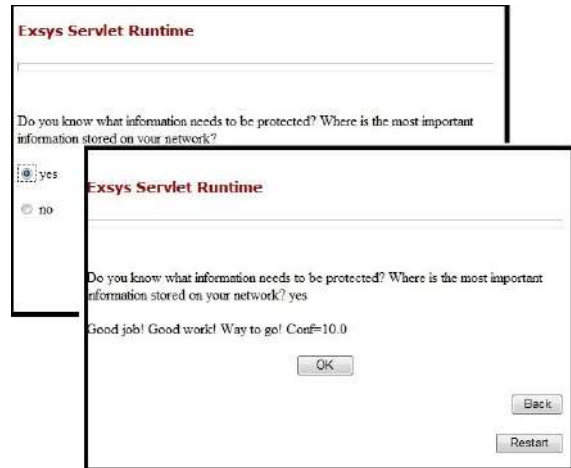 Exsys Servlet Runtime
Do you know what information needs to be protected? Where is the most important
information stored on your network?
yes
no
Exsys Servlet Runtime
Do you know what information needs to be protected? Where is the most important
information stored on your network? yes
Good job! Good work! Way to go! Conf=10.0
OK
Back
Restart